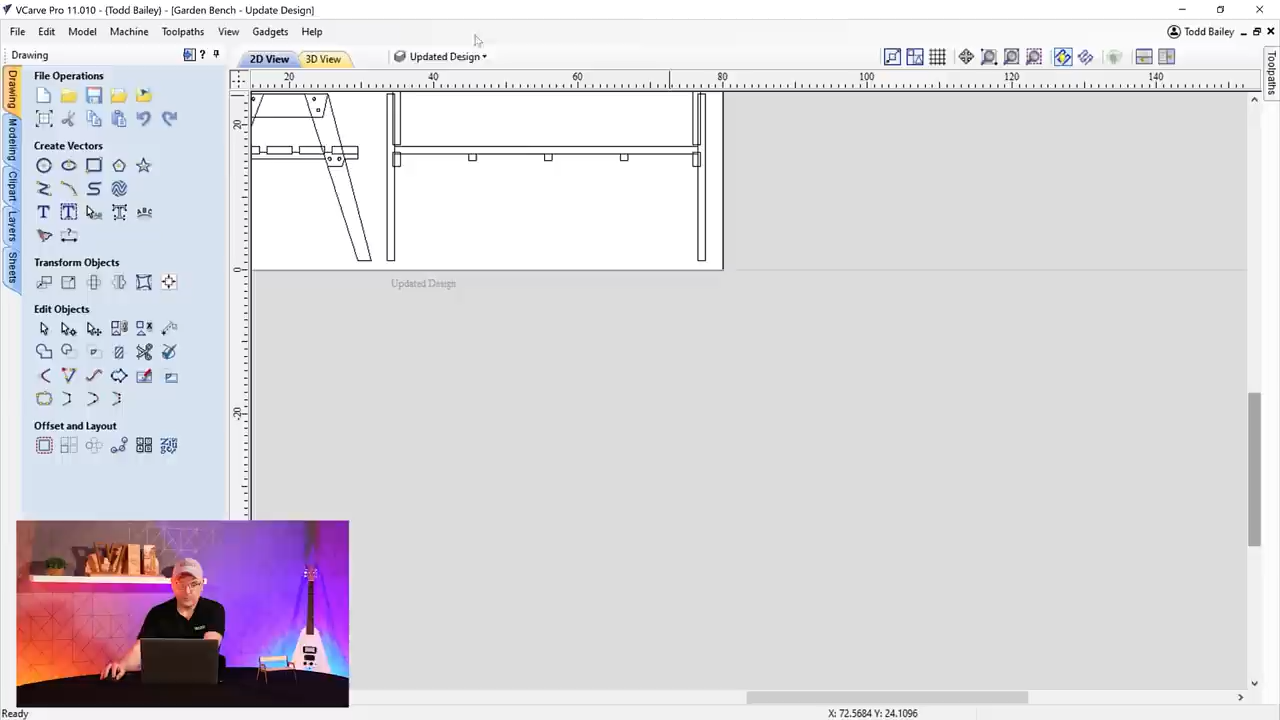 VCarve Pro 11.010 - {Todd Bailey} - [Garden Bench - Update Design]
File Edit Model Machine Toolpaths View Gadgets Help
Todd Bailey
Drawing
2D View
3D View
Updated Design
20 40 60 80 100 120 140
Drawing
Modeling
Clipart
Layers
Sheets
File Operations
Create Vectors
Transform Objects
Edit Objects
Offset and Layout
20
0
-20
Updated Design
Toolpaths
Ready
X: 72.5684 Y: 24.1096